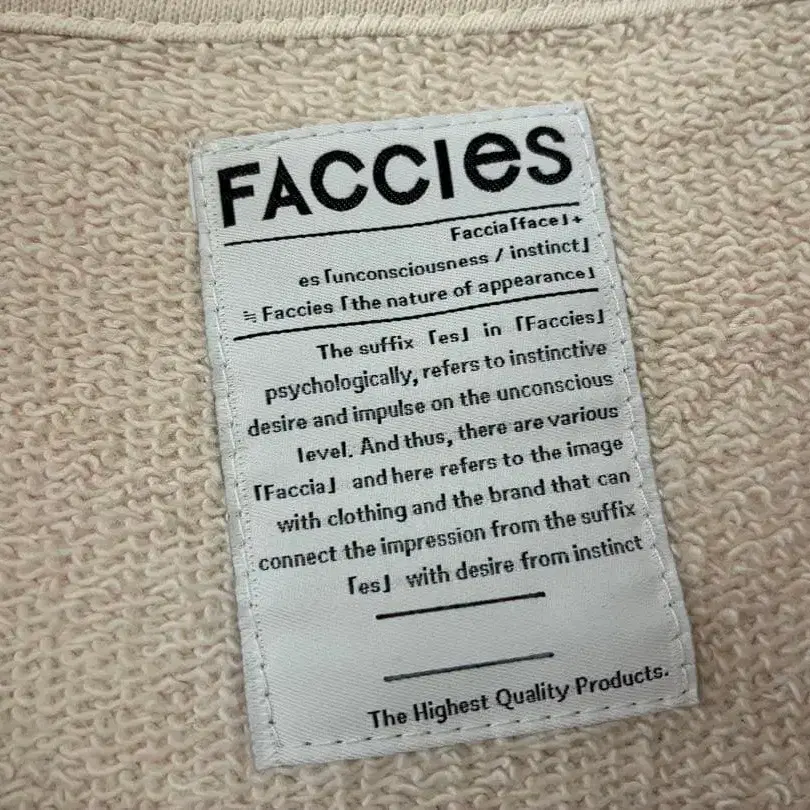 FACCIeS
Faccia「face」+
es「unconsciousness / instinct」
≒ Faccies「the nature of appearance」
The suffix 「es」 in 「Faccies」
psychologically, refers to instinctive
desire and impulse on the unconscious
level. And thus, there are various
「Faccia」 and here refers to the image
with clothing and the brand that can
connect the impression from the suffix
「es」 with desire from instinct
The Highest Quality Products.